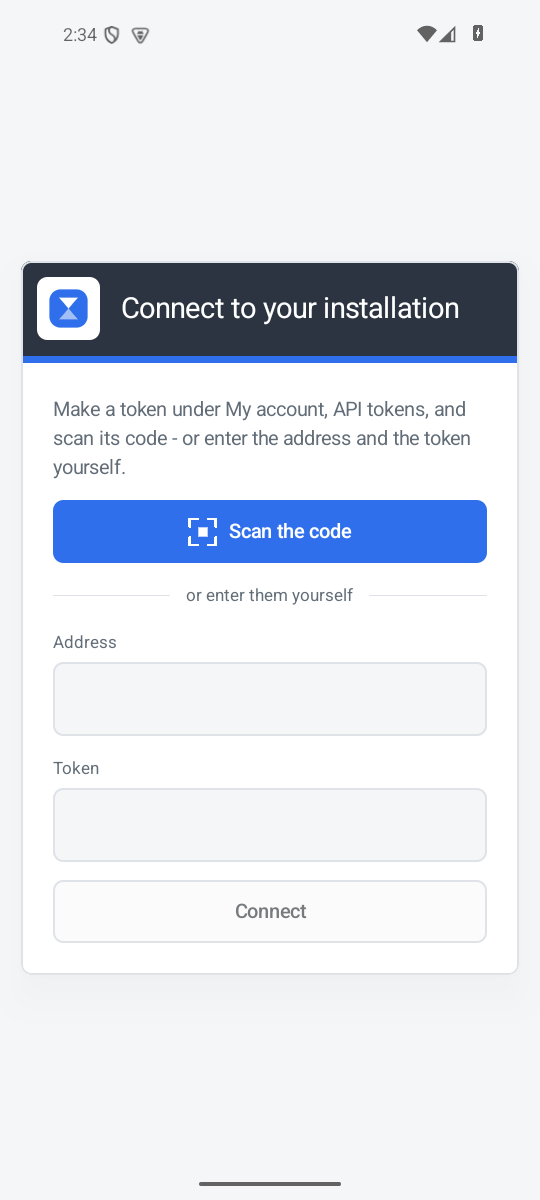 2:34
Connect to your installation
Make a token under My account, API tokens, and
scan its code - or enter the address and the token
yourself.
Scan the code
or enter them yourself
Address
Token
Connect